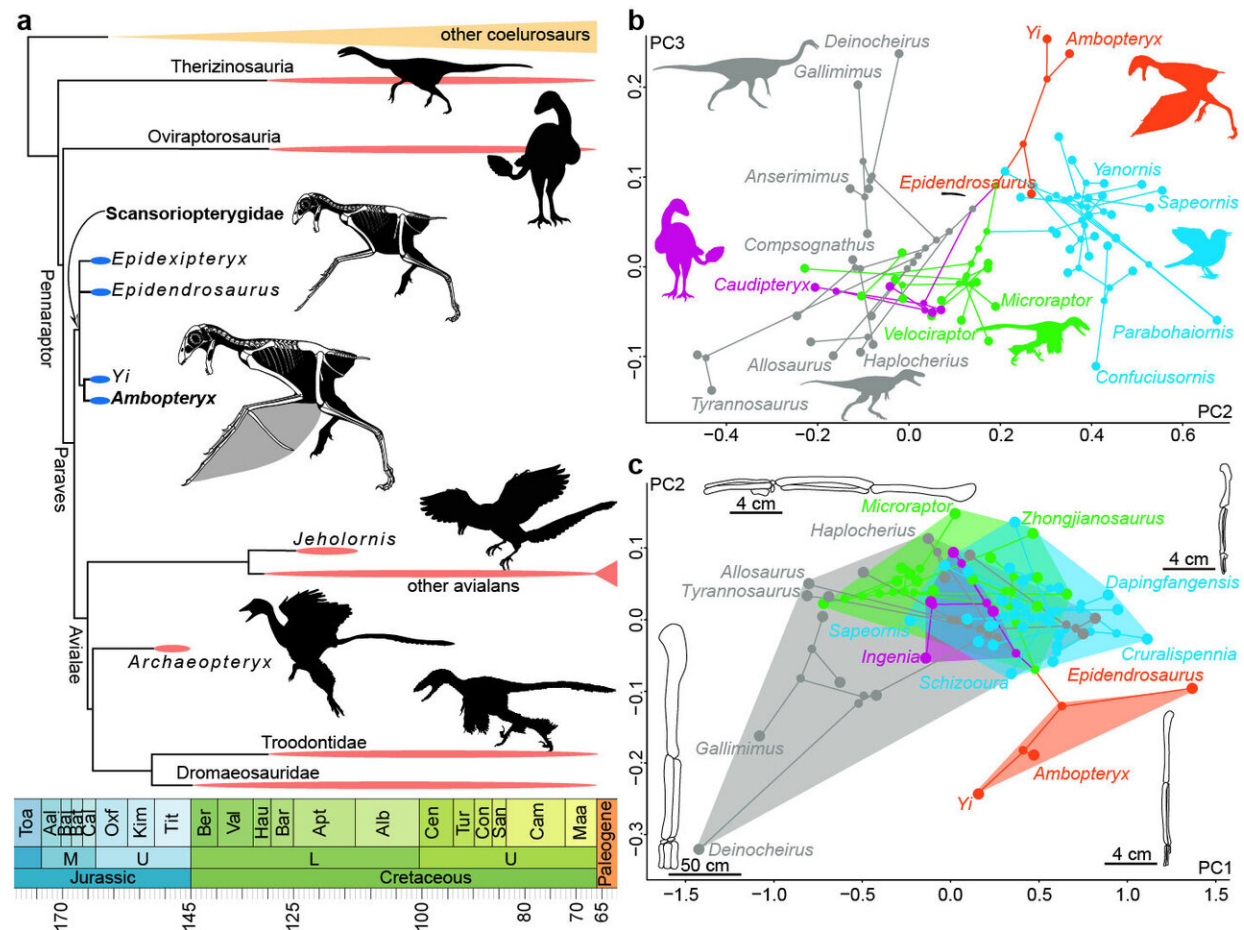 a
other coelurosaurs
Therizinosauria
Oviraptorosauria
Scansoriopterygidae
Epidexipteryx
Epidendrosaurus
Yi
Ambopteryx
Pennaraptor
Paraves
Jeholornis
other avialans
Avialae
Archaeopteryx
Troodontidae
Dromaeosauridae
Toa
Aal
Baj
Bat
Cal
Oxf
Kim
Tit
Ber
Val
Hau
Bar
Apt
Alb
Cen
Tur
Con
San
Cam
Maa
Paleogene
M
U
L
U
Jurassic
Cretaceous
170
145
125
100
70
65
b
PC3
Deinocheirus
Gallimimus
Yi
Ambopteryx
0.2
Anserimimus
Epidendrosaurus
Yanornis
0.1
Sapeornis
Compsognathus
0.0
Caudipteryx
Microraptor
Velociraptor
Parabohaiornis
−0.1
Allosaurus
Haplocherius
Confuciusornis
Tyrannosaurus
PC2
−0.4
−0.2
0.0
0.2
0.4
0.6
c
PC2
4 cm
Microraptor
Haplocherius
Zhongjianosaurus
4 cm
0.1
Allosaurus
Tyrannosaurus
Dapingfangensis
0.0
Sapeornis
Ingenia
Cruralispennia
Schizooura
Epidendrosaurus
−0.1
Gallimimus
Ambopteryx
−0.2
Yi
−0.3
Deinocheirus
50 cm
4 cm
PC1
−1.5
−1.0
−0.5
0.0
0.5
1.0
1.5